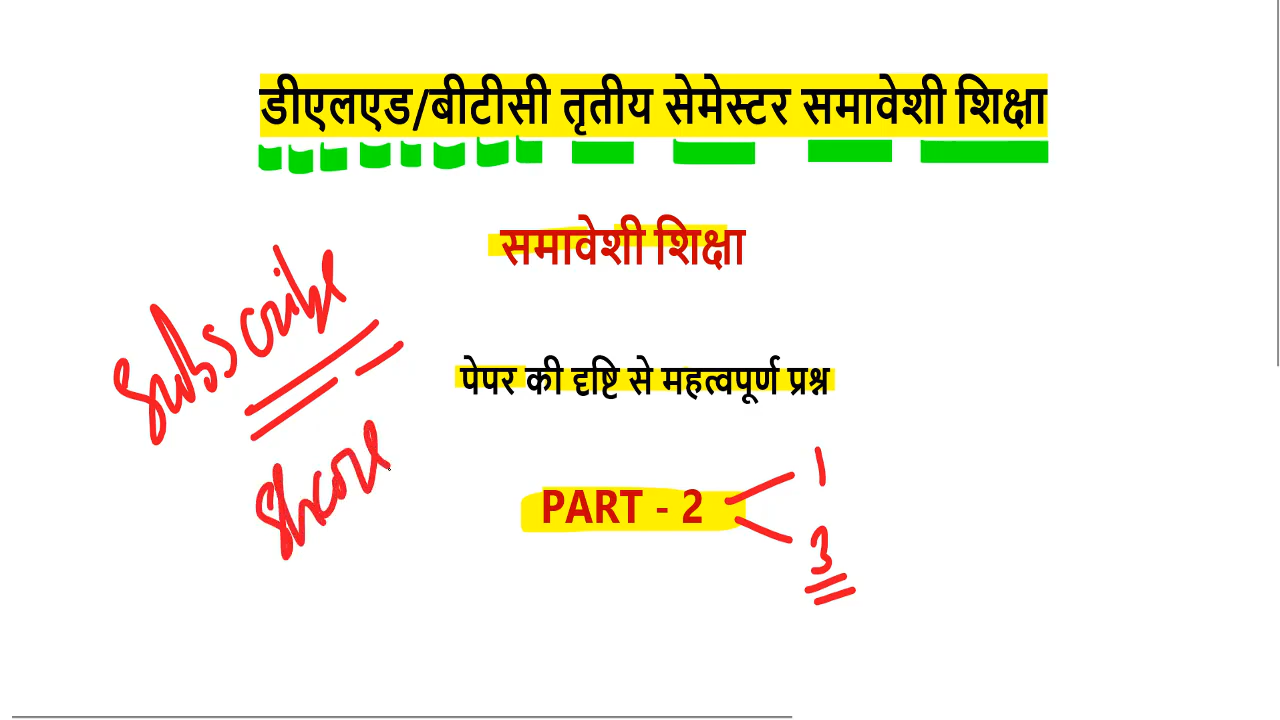 डीएलएड/बीटीसी तृतीय सेमेस्टर समावेशी शिक्षा
समावेशी शिक्षा
Subscribe
पेपर की दृष्टि से महत्वपूर्ण प्रश्न
Share
PART - 2
1
3